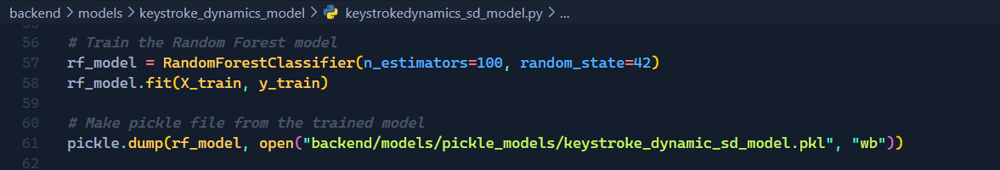 backend > models > keystroke_dynamics_model > keystrokedynamics_sd_model.py > ...
55
56 # Train the Random Forest model
57 rf_model = RandomForestClassifier(n_estimators=100, random_state=42)
58 rf_model.fit(X_train, y_train)
59
60 # Make pickle file from the trained model
61 pickle.dump(rf_model, open("backend/models/pickle_models/keystroke_dynamic_sd_model.pkl", "wb"))
62